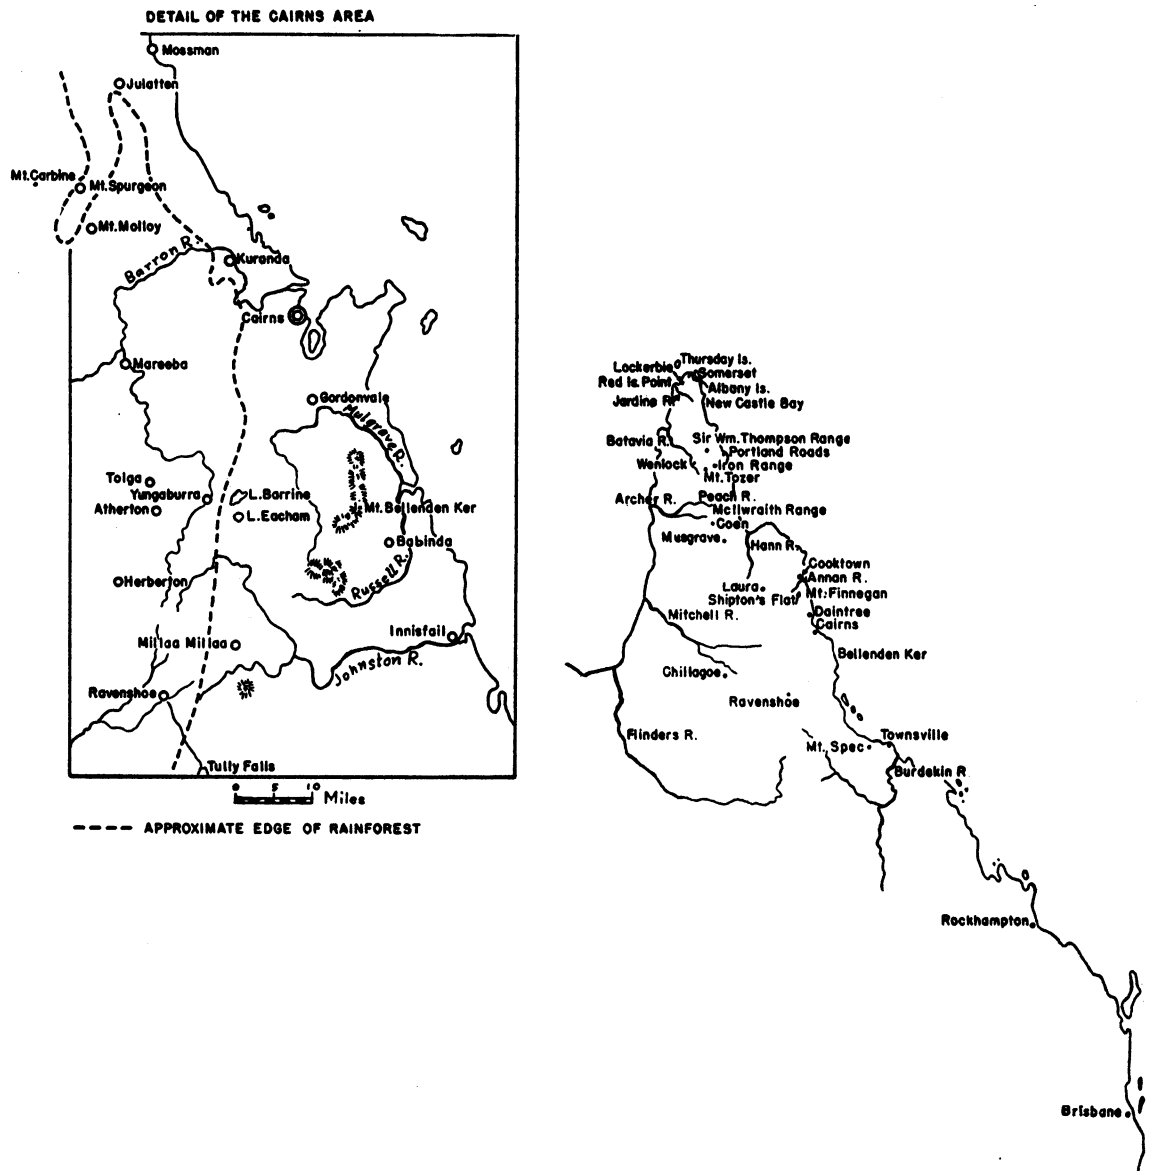 DETAIL OF THE CAIRNS AREA
Mossman
Julatten
Mt.Carbine
Mt.Spurgeon
Mt.Molloy
Barron R.
Kuranda
Cairns
Mareeba
Gordonvale
Mulgrave R.
Tolga
Yungaburra
L.Barrine
Atherton
L.Eacham
Mt.Bellenden Ker
Babinda
Herberton
Russell R.
Innisfail
Millaa Millaa
Johnston R.
Ravenshoe
Tully Falls
0 5 10
Miles
APPROXIMATE EDGE OF RAINFOREST
Thursday Is.
Lockerbie
Somerset
Red Is. Point
Albany Is.
Jardine R.
New Castle Bay
Batavia R.
Sir Wm.Thompson Range
Portland Roads
Wenlock
Iron Range
Mt.Tozer
Archer R.
Peach R.
McIlwraith Range
Coen
Musgrave
Hann R.
Cooktown
Annan R.
Laura
Mt.Finnegan
Shipton's Flat
Daintree
Mitchell R.
Cairns
Bellenden Ker
Chillagoe
Ravenshoe
Flinders R.
Townsville
Mt. Spec
Burdekin R.
Rockhampton
Brisbane